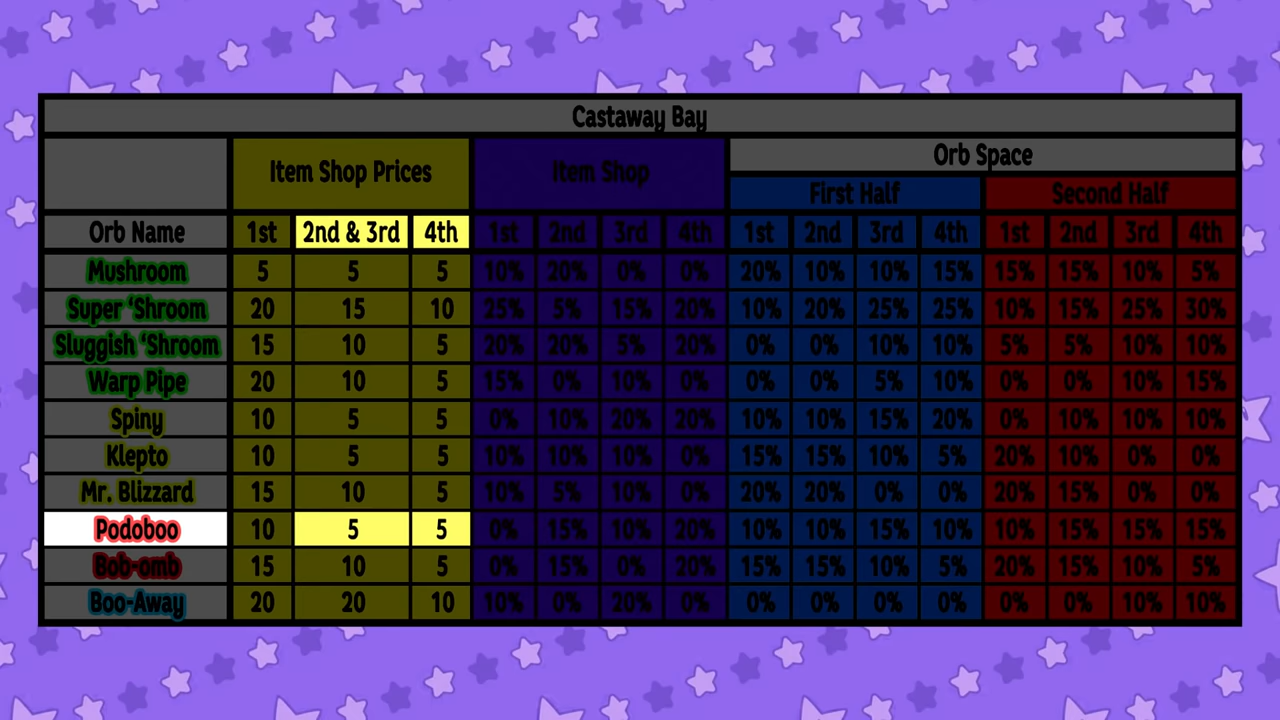 Castaway Bay
Item Shop Prices Item Shop Orb Space
First Half Second Half
Orb Name 1st 2nd & 3rd 4th 1st 2nd 3rd 4th 1st 2nd 3rd 4th 1st 2nd 3rd 4th
Mushroom 5 5 5 10% 20% 0% 0% 20% 10% 10% 15% 15% 15% 10% 5%
Super ‘Shroom 20 15 10 25% 5% 15% 20% 10% 20% 25% 25% 10% 15% 25% 30%
Sluggish ‘Shroom 15 10 5 20% 20% 5% 20% 0% 0% 10% 10% 5% 5% 10% 10%
Warp Pipe 20 10 5 15% 0% 10% 0% 0% 0% 5% 10% 0% 0% 10% 15%
Spiny 10 5 5 0% 10% 20% 20% 10% 10% 15% 20% 0% 10% 10% 10%
Klepto 10 5 5 10% 10% 10% 0% 15% 15% 10% 5% 20% 10% 0% 0%
Mr. Blizzard 15 10 5 10% 5% 10% 0% 20% 20% 0% 0% 20% 15% 0% 0%
Podoboo 10 5 5 0% 15% 10% 20% 10% 10% 15% 10% 10% 15% 15% 15%
Bob-omb 15 10 5 0% 15% 0% 20% 15% 15% 10% 5% 20% 15% 10% 5%
Boo-Away 20 20 10 10% 0% 20% 0% 0% 0% 0% 0% 0% 0% 10% 10%